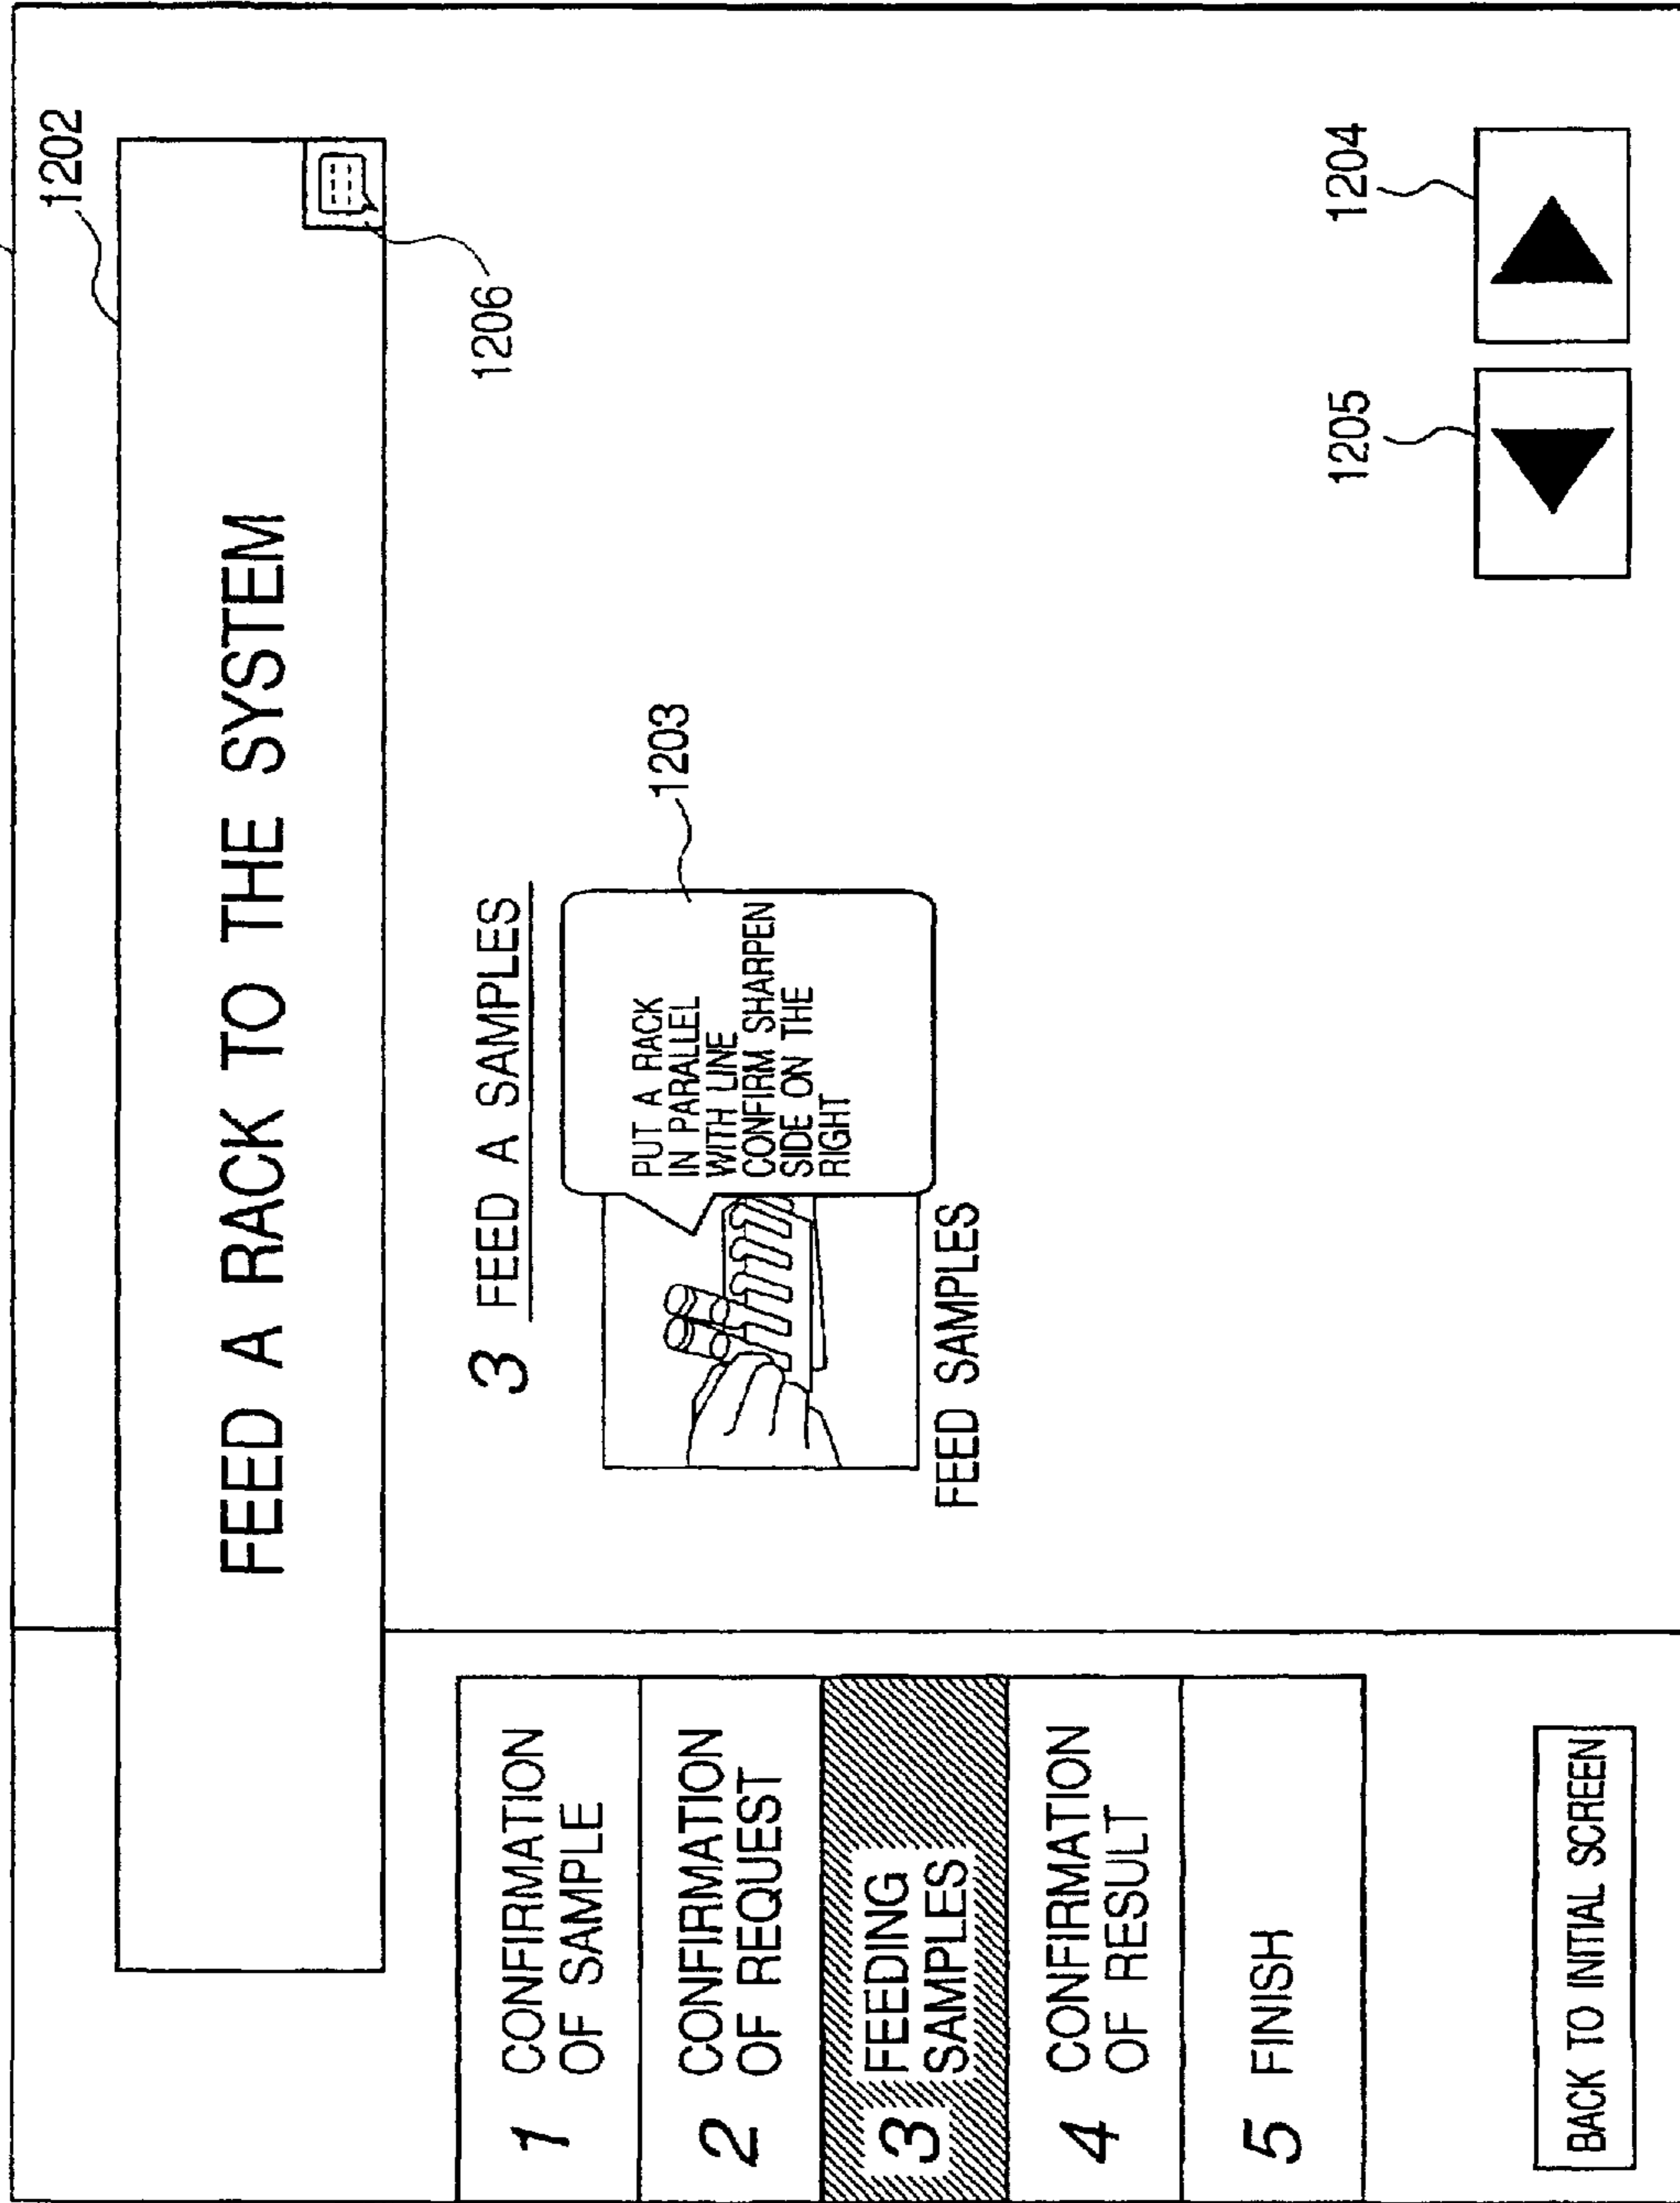 1202
FEED A RACK TO THE SYSTEM
1206
1 CONFIRMATION
OF SAMPLE
2 CONFIRMATION
OF REQUEST
3 FEEDING
SAMPLES
4 CONFIRMATION
OF RESULT
5 FINISH
BACK TO INITIAL SCREEN
3 FEED A SAMPLES
1203
PUT A RACK
IN PARALLEL
WITH LINE
CONFIRM SHARPEN
SIDE ON THE
RIGHT
FEED SAMPLES
1205
1204